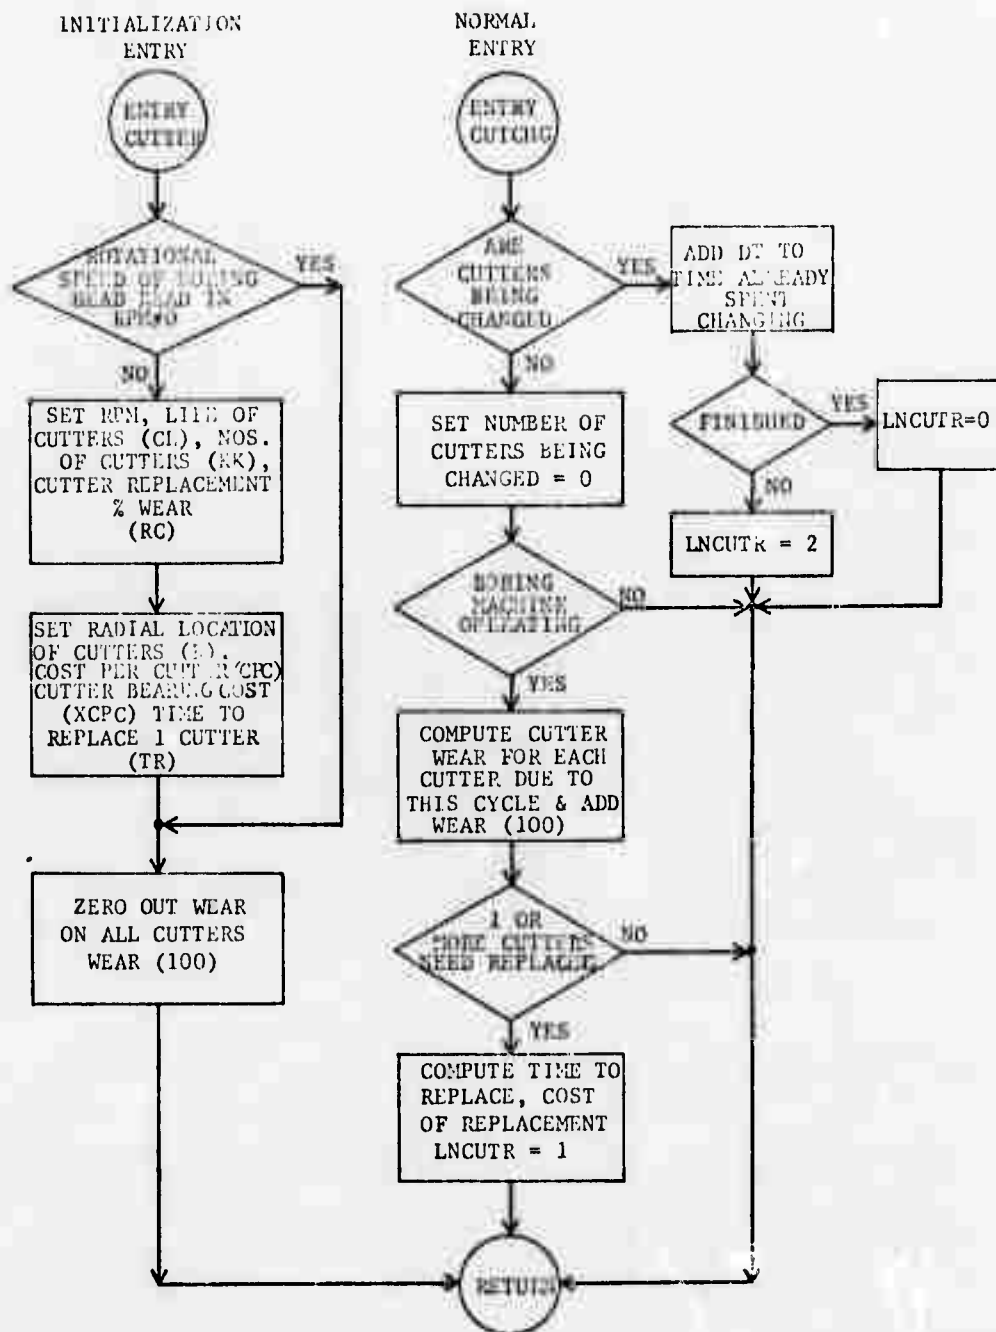 INITIALIZATION
ENTRY
ENTRY
CUTTER
ROTATIONAL
SPEED OF BORING
HEAD READ IN
YES
NO
SET RPM, LIFE OF
CUTTERS (CL), NOS.
OF CUTTERS (KK),
CUTTER REPLACEMENT
% WEAR
(RC)
SET RADIAL LOCATION
OF CUTTERS
COST PER CUTTER (CPC)
CUTTER BEARING COST
(XCPC) TIME TO
REPLACE 1 CUTTER
(TR)
ZERO OUT WEAR
ON ALL CUTTERS
WEAR (100)
NORMAL
ENTRY
ENTRY
CUTCHG
ARE
CUTTERS
BEING
CHANGED
YES
NO
ADD DT TO
TIME ALREADY
SPENT
CHANGING
FINISHED
YES
LNCUTR=0
NO
LNCUTR = 2
SET NUMBER OF
CUTTERS BEING
CHANGED = 0
BORING
MACHINE
OPERATING
NO
YES
COMPUTE CUTTER
WEAR FOR EACH
CUTTER DUE TO
THIS CYCLE & ADD
WEAR (100)
1 OR
MORE CUTTERS
NEED REPLACING
NO
YES
COMPUTE TIME TO
REPLACE, COST
OF REPLACEMENT
LNCUTR = 1
RETURN